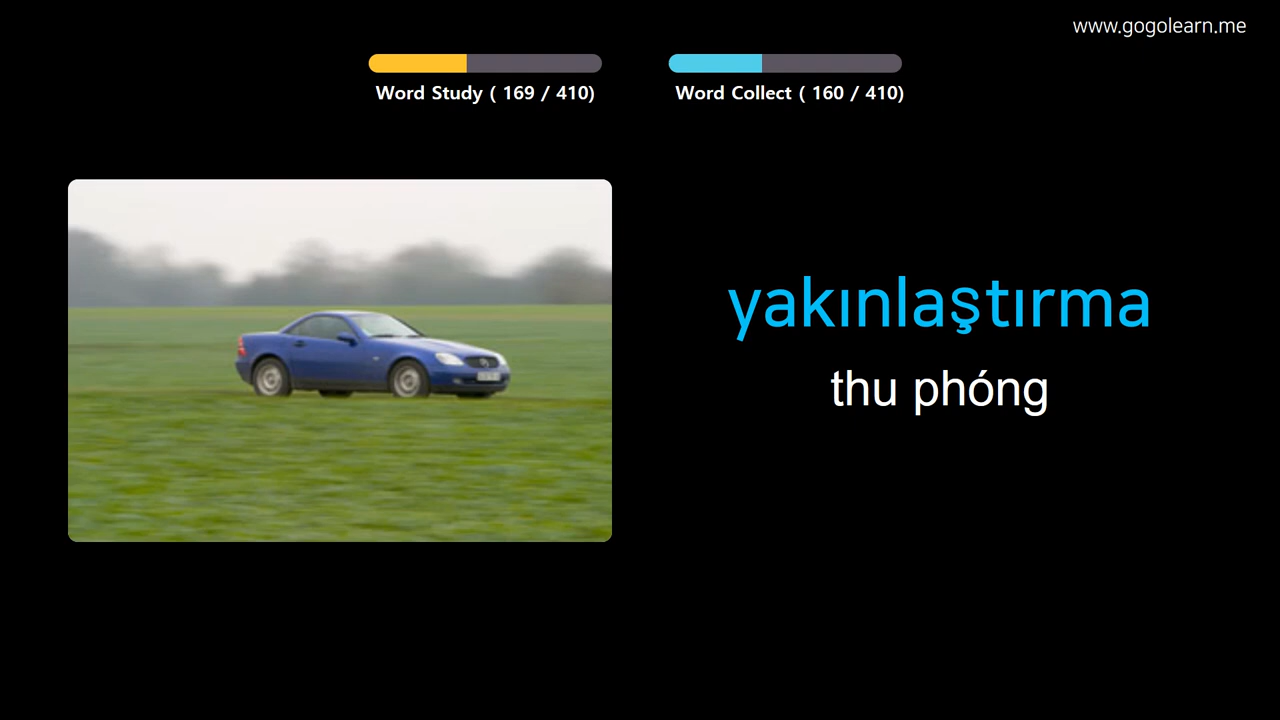 www.gogolearn.me
Word Study ( 169 / 410)
Word Collect ( 160 / 410)
yakınlaştırma
thu phóng